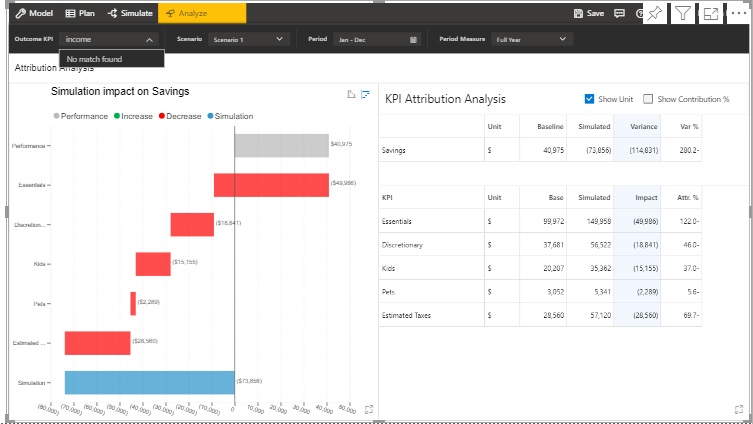 Model Plan Simulate Analyze Save
Outcome KPI income Scenario Scenario 1 Period Jan - Dec Period Measure Full Year
No match found
Attribution Analysis
Simulation impact on Savings
Performance Increase Decrease Simulation
Performance $40,975
Essentials ($49,986)
Discretion... ($18,841)
Kids ($15,155)
Pets ($2,289)
Estimated ... ($28,560)
Simulation ($73,856)
(80,000) (70,000) (60,000) (50,000) (40,000) (30,000) (20,000) (10,000) 0 10,000 20,000 30,000 40,000 50,000
KPI Attribution Analysis Show Unit Show Contribution %
Unit Baseline Simulated Variance Var %
Savings $ 40,975 (73,856) (114,831) 280.2-
KPI Unit Base Simulated Impact Attr. %
Essentials $ 99,972 149,958 (49,986) 122.0-
Discretionary $ 37,681 56,522 (18,841) 46.0-
Kids $ 20,207 35,362 (15,155) 37.0-
Pets $ 3,052 5,341 (2,289) 5.6-
Estimated Taxes $ 28,560 57,120 (28,560) 69.7-